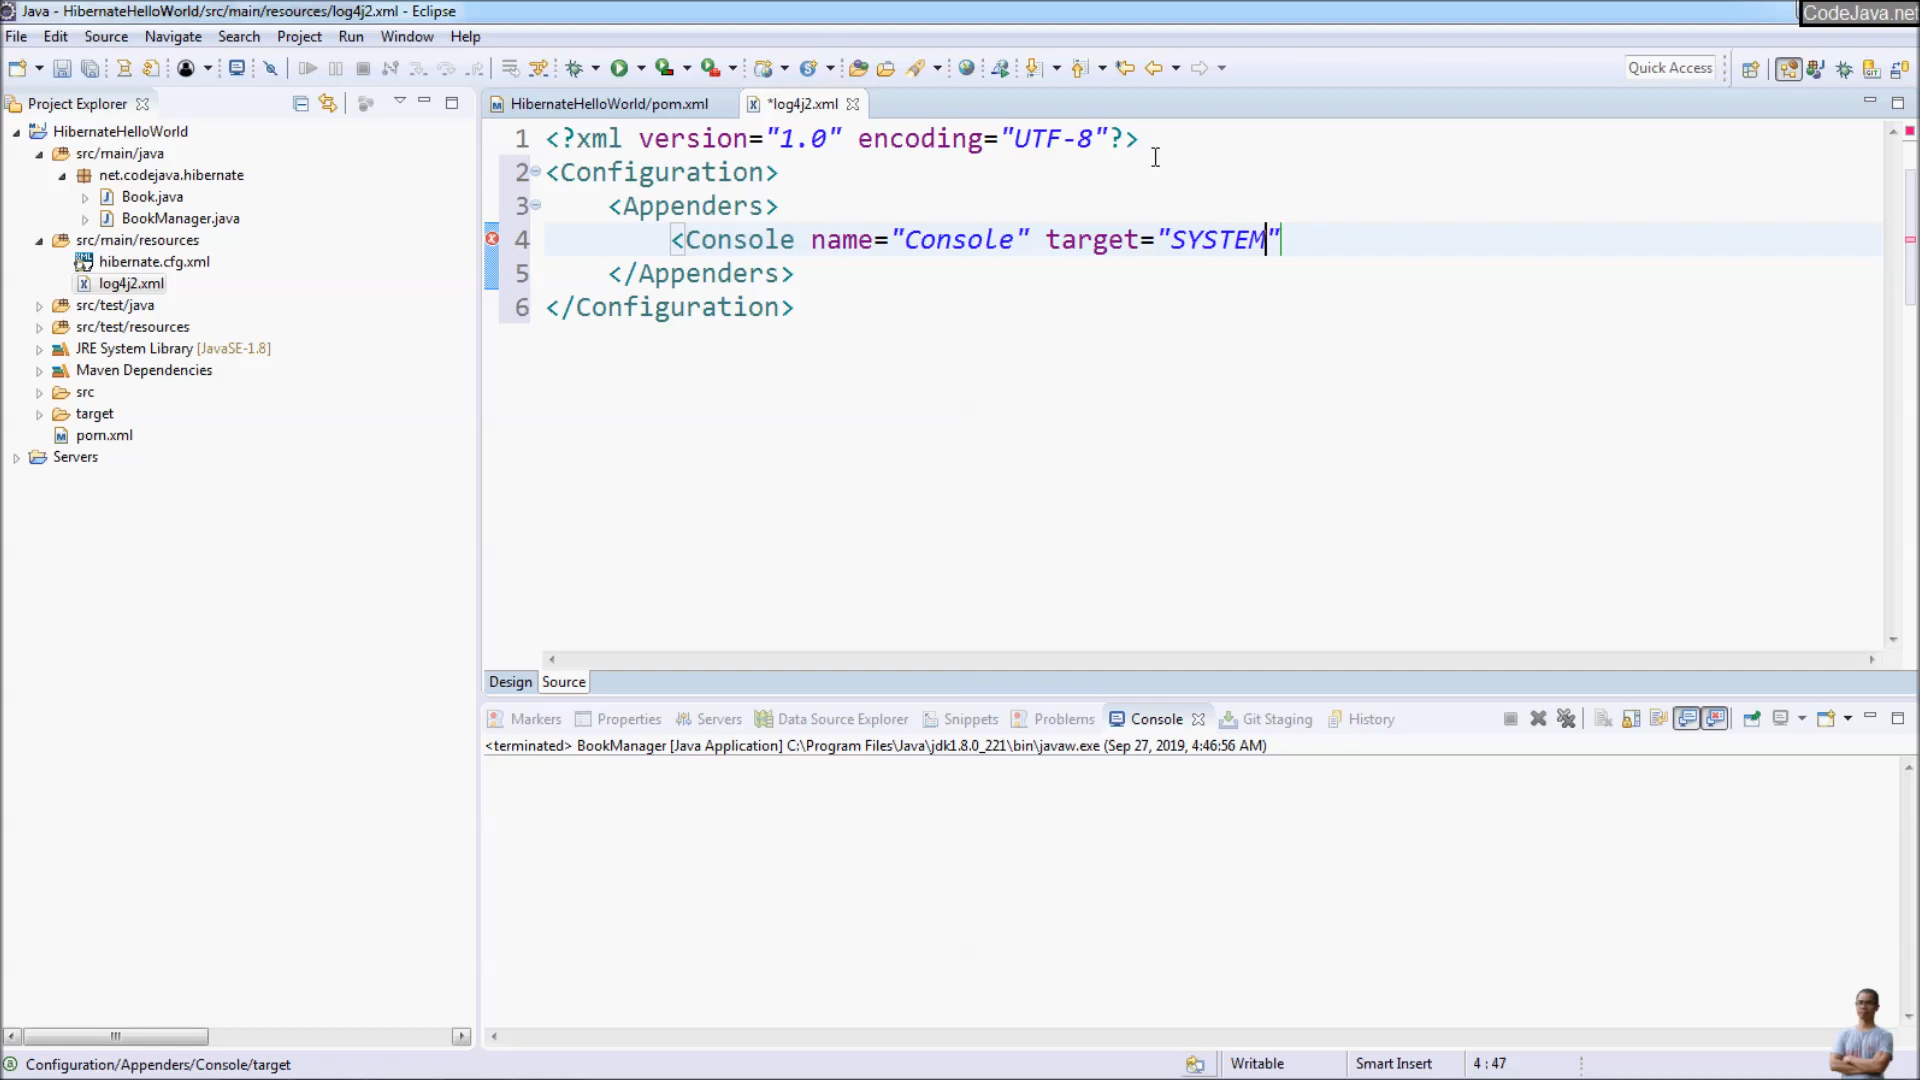 Java - HibernateHelloWorld/src/main/resources/log4j2.xml - Eclipse
CodeJava.net
File Edit Source Navigate Search Project Run Window Help
Quick Access
Project Explorer
HibernateHelloWorld/pom.xml
*log4j2.xml
HibernateHelloWorld
src/main/java
net.codejava.hibernate
Book.java
BookManager.java
src/main/resources
hibernate.cfg.xml
log4j2.xml
src/test/java
src/test/resources
JRE System Library [JavaSE-1.8]
Maven Dependencies
src
target
pom.xml
Servers
1 <?xml version="1.0" encoding="UTF-8"?>
2 <Configuration>
3 <Appenders>
4 <Console name="Console" target="SYSTEM"
5 </Appenders>
6 </Configuration>
Design Source
Markers Properties Servers Data Source Explorer Snippets Problems Console Git Staging History
<terminated> BookManager [Java Application] C:\Program Files\Java\jdk1.8.0_221\bin\javaw.exe (Sep 27, 2019, 4:46:56 AM)
Configuration/Appenders/Console/target
Writable
Smart Insert
4 : 47